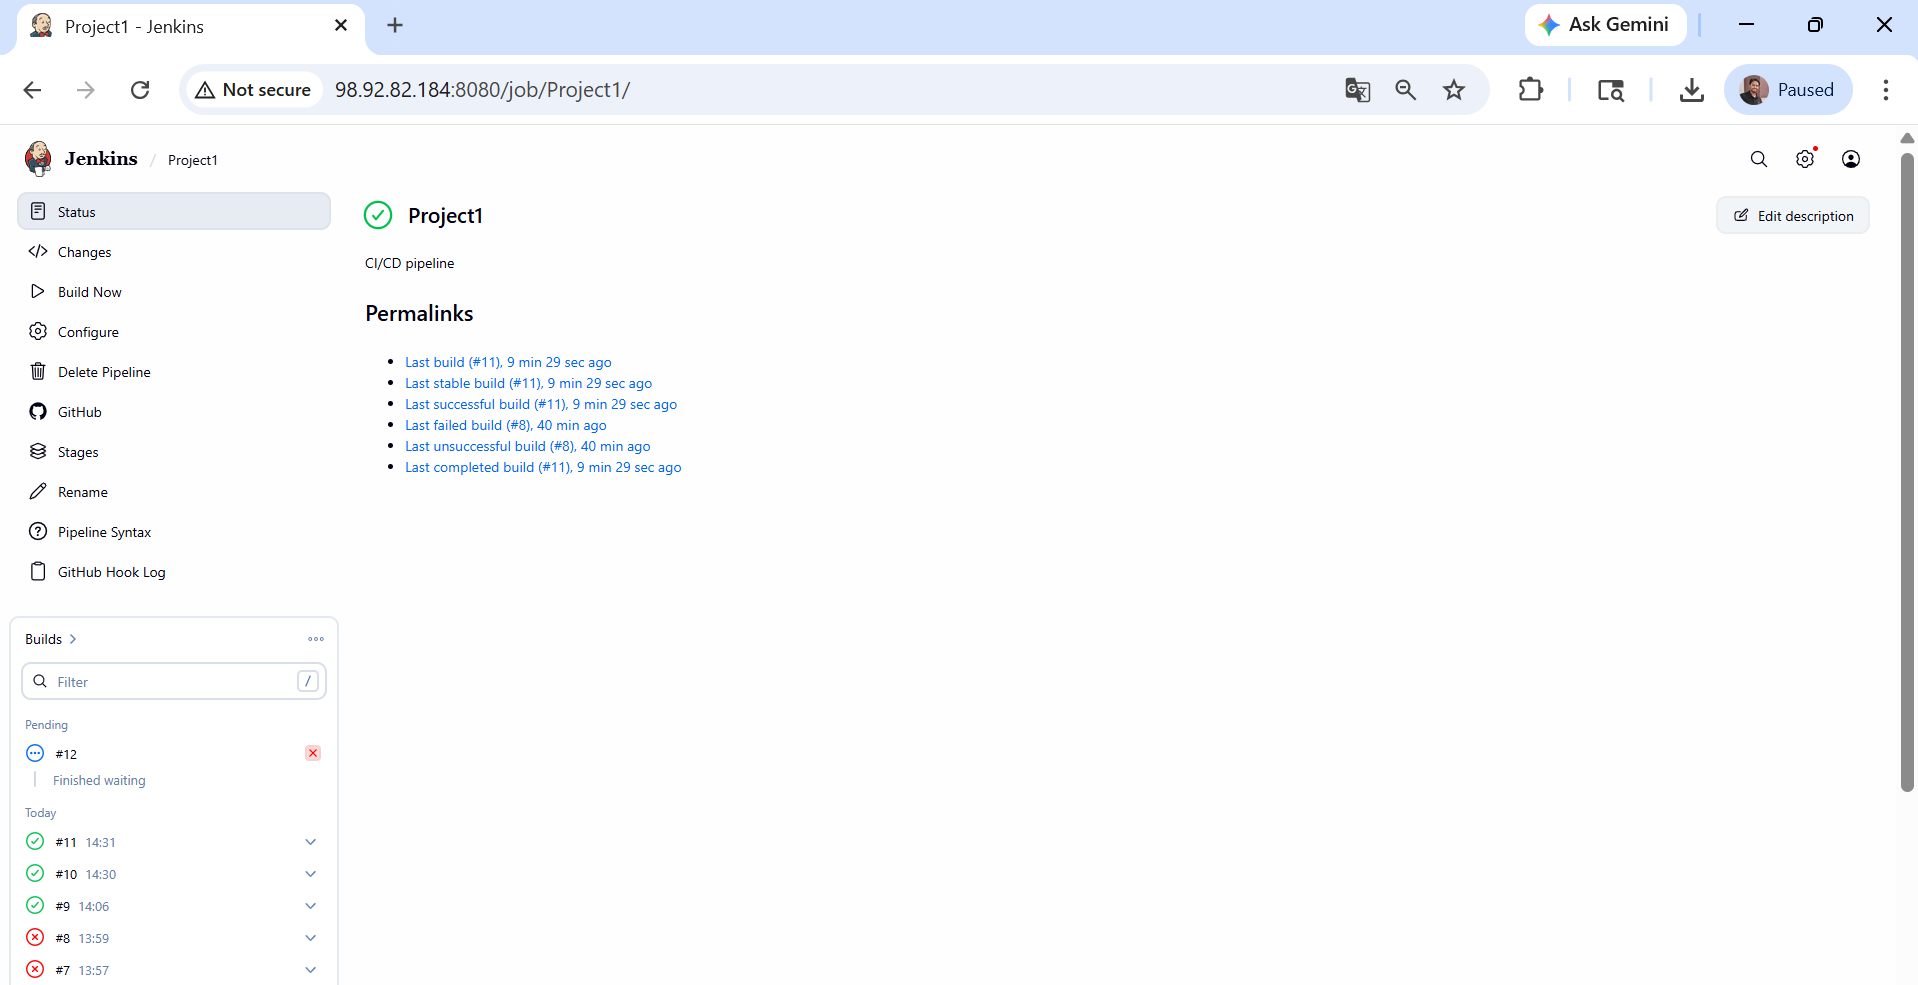 Project1 - Jenkins
Ask Gemini
Not secure
98.92.82.184:8080/job/Project1/
Paused
Jenkins / Project1
Status
Changes
Build Now
Configure
Delete Pipeline
GitHub
Stages
Rename
Pipeline Syntax
GitHub Hook Log
Builds
Filter /
Pending
#12
Finished waiting
Today
#11 14:31
#10 14:30
#9 14:06
#8 13:59
#7 13:57
Project1
Edit description
CI/CD pipeline
Permalinks
Last build (#11), 9 min 29 sec ago
Last stable build (#11), 9 min 29 sec ago
Last successful build (#11), 9 min 29 sec ago
Last failed build (#8), 40 min ago
Last unsuccessful build (#8), 40 min ago
Last completed build (#11), 9 min 29 sec ago